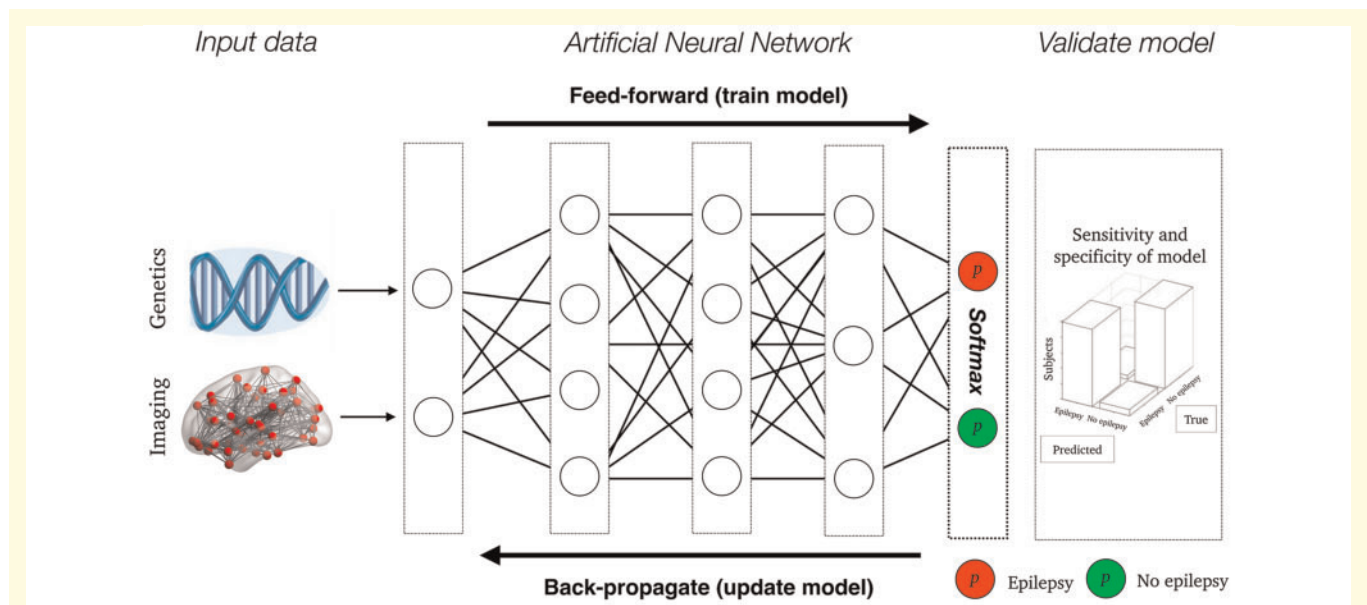 Input data
Artificial Neural Network
Validate model
Feed-forward (train model)
Genetics
Imaging
p
p
Softmax
Sensitivity and
specificity of model
Subjects
Epilepsy
No epilepsy
Epilepsy
No epilepsy
Predicted
True
Back-propagate (update model)
p Epilepsy
p No epilepsy